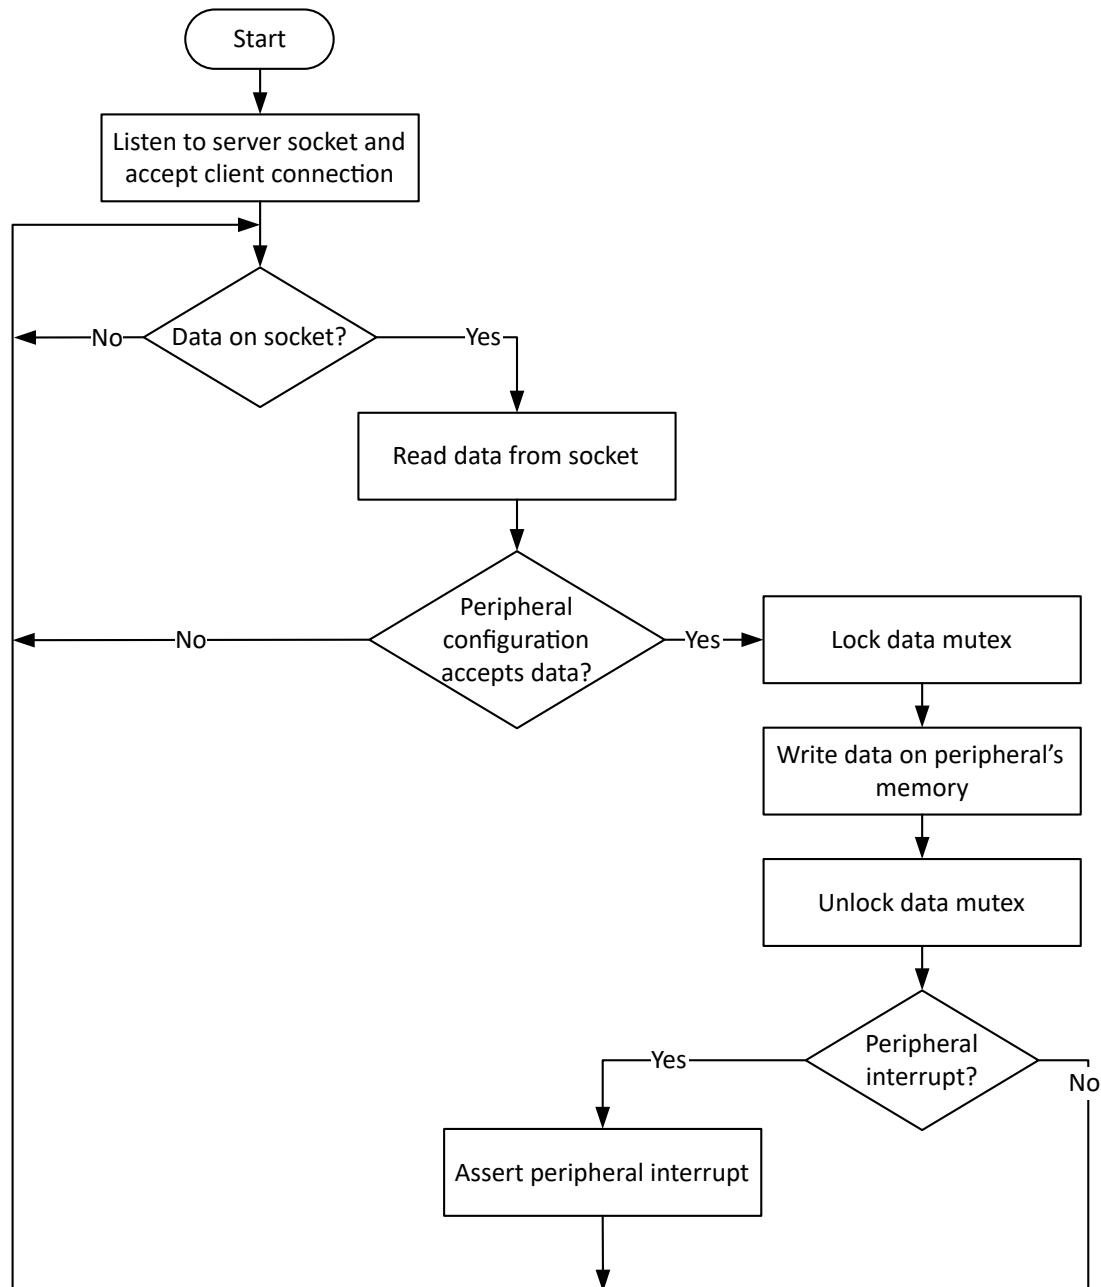 Start
Listen to server socket and
accept client connection
No
Data on socket?
Yes
Read data from socket
No
Peripheral
configuration
accepts data?
Yes
Lock data mutex
Write data on peripheral’s
memory
Unlock data mutex
Yes
Peripheral
interrupt?
No
Assert peripheral interrupt